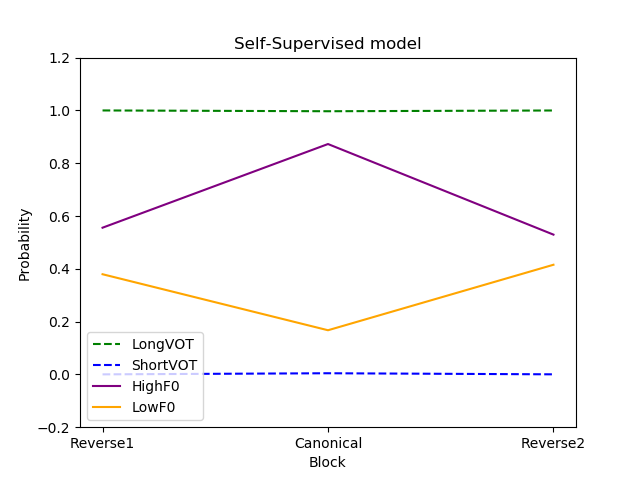 Self-Supervised model
1.2
1.0
0.8
0.6
0.4
0.2
0.0
−0.2
Probability
LongVOT
ShortVOT
HighF0
LowF0
Reverse1
Canonical
Reverse2
Block